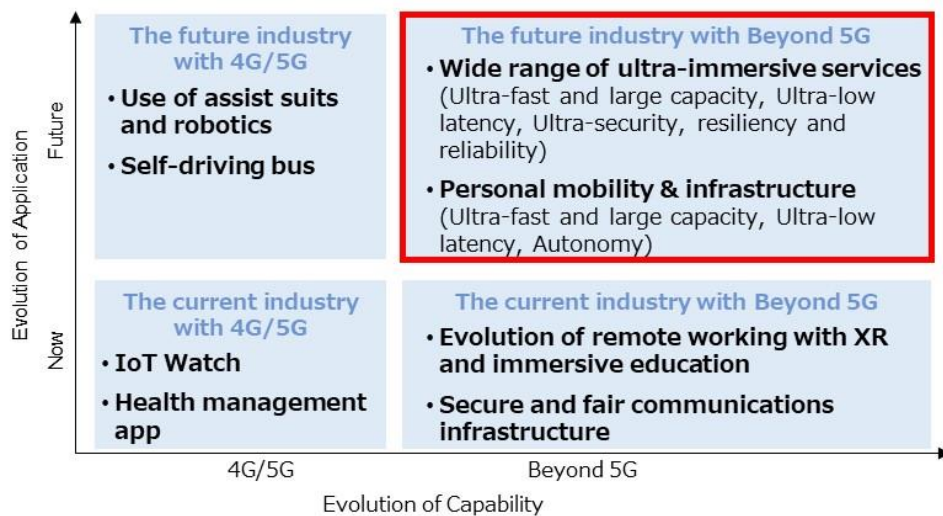 Evolution of Application
Future
Now
The future industry
with 4G/5G
• Use of assist suits
and robotics
• Self-driving bus
The future industry with Beyond 5G
• Wide range of ultra-immersive services
(Ultra-fast and large capacity, Ultra-low
latency, Ultra-security, resiliency and
reliability)
• Personal mobility & infrastructure
(Ultra-fast and large capacity, Ultra-low
latency, Autonomy)
The current industry
with 4G/5G
• IoT Watch
• Health management
app
The current industry with Beyond 5G
• Evolution of remote working with XR
and immersive education
• Secure and fair communications
infrastructure
4G/5G
Beyond 5G
Evolution of Capability